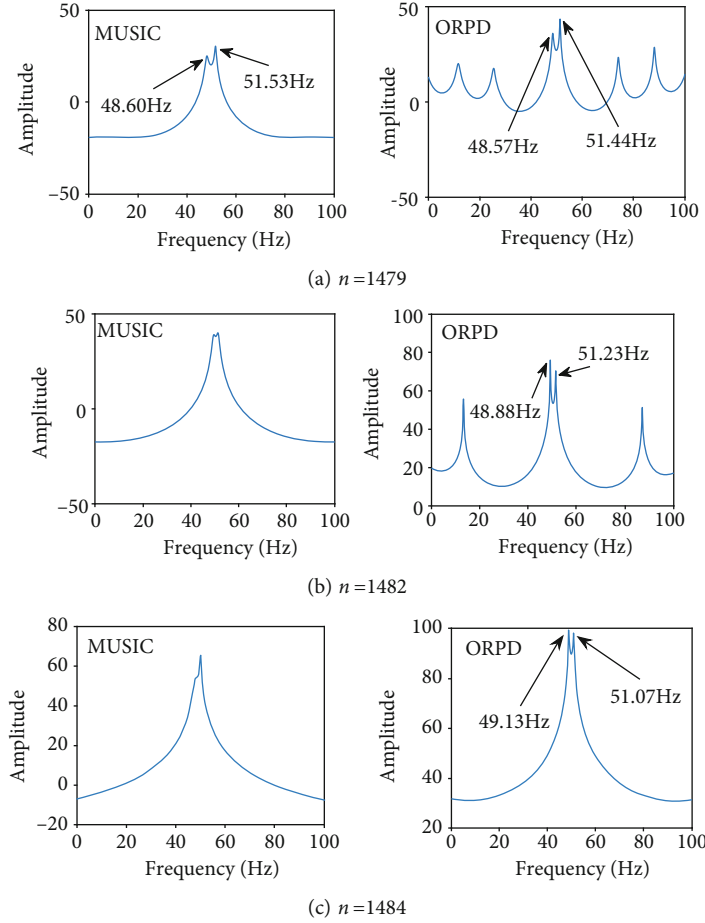 MUSIC
50
0
−50
Amplitude
48.60Hz
51.53Hz
0 20 40 60 80 100
Frequency (Hz)
ORPD
50
0
-50
Amplitude
48.57Hz
51.44Hz
0 20 40 60 80 100
Frequency (Hz)
(a) n=1479
MUSIC
50
0
−50
Amplitude
0 20 40 60 80 100
Frequency (Hz)
ORPD
100
80
60
40
20
0
Amplitude
51.23Hz
48.88Hz
0 20 40 60 80 100
Frequency (Hz)
(b) n=1482
MUSIC
80
60
40
20
0
−20
Amplitude
0 20 40 60 80 100
Frequency (Hz)
ORPD
100
80
60
40
20
Amplitude
49.13Hz
51.07Hz
0 20 40 60 80 100
Frequency (Hz)
(c) n=1484